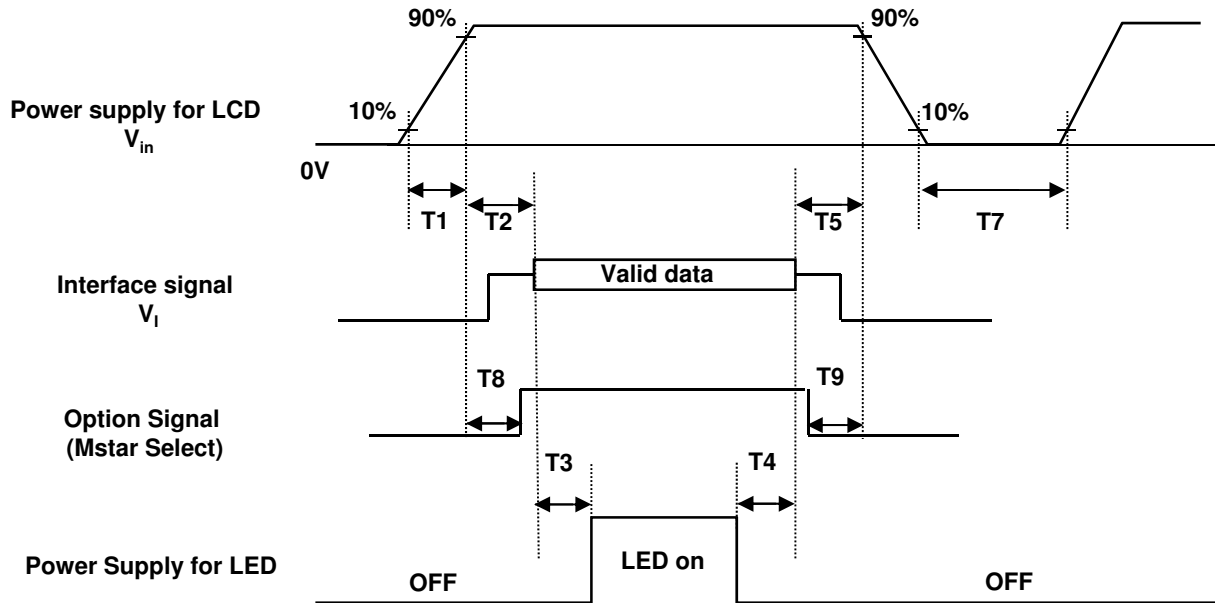 90%
90%
Power supply for LCD
Vin
10%
10%
0V
T1
T2
T5
T7
Interface signal
VI
Valid data
T8
T9
Option Signal
(Mstar Select)
T3
T4
Power Supply for LED
OFF
LED on
OFF